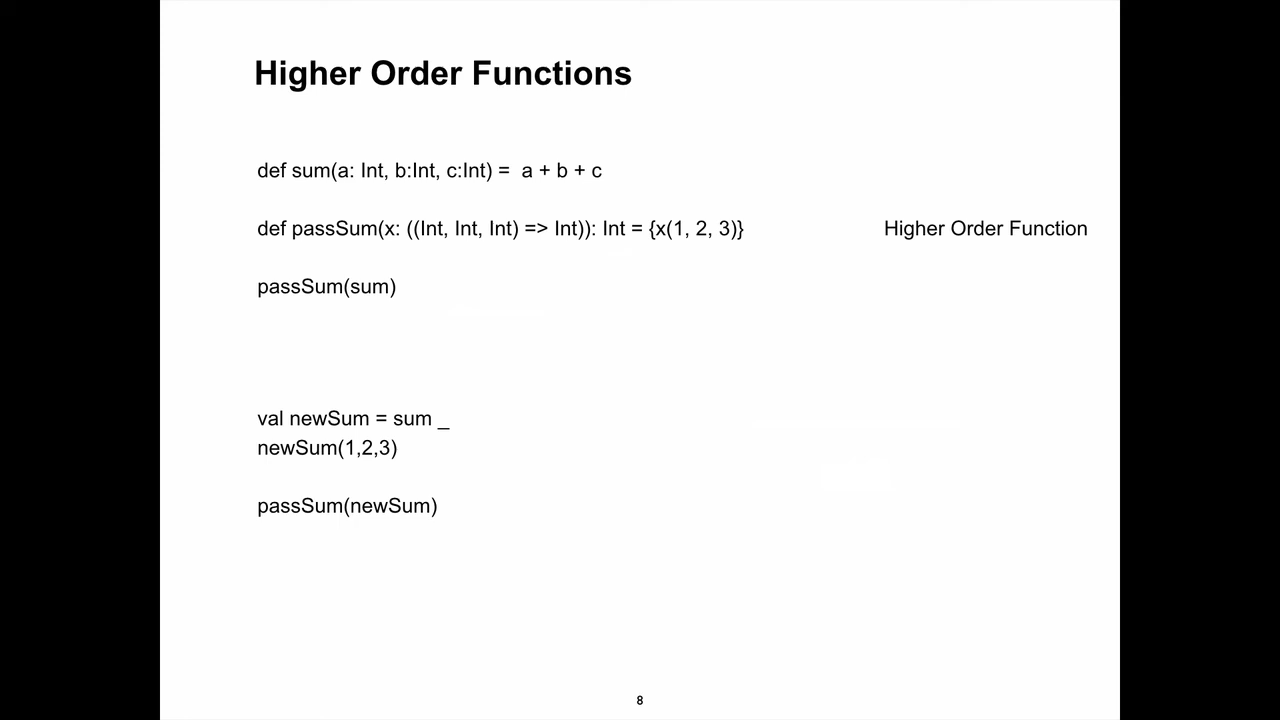 Higher Order Functions
def sum(a: Int, b:Int, c:Int) =  a + b + c
def passSum(x: ((Int, Int, Int) => Int)): Int = {x(1, 2, 3)}
Higher Order Function
passSum(sum)
val newSum = sum _
newSum(1,2,3)
passSum(newSum)
8